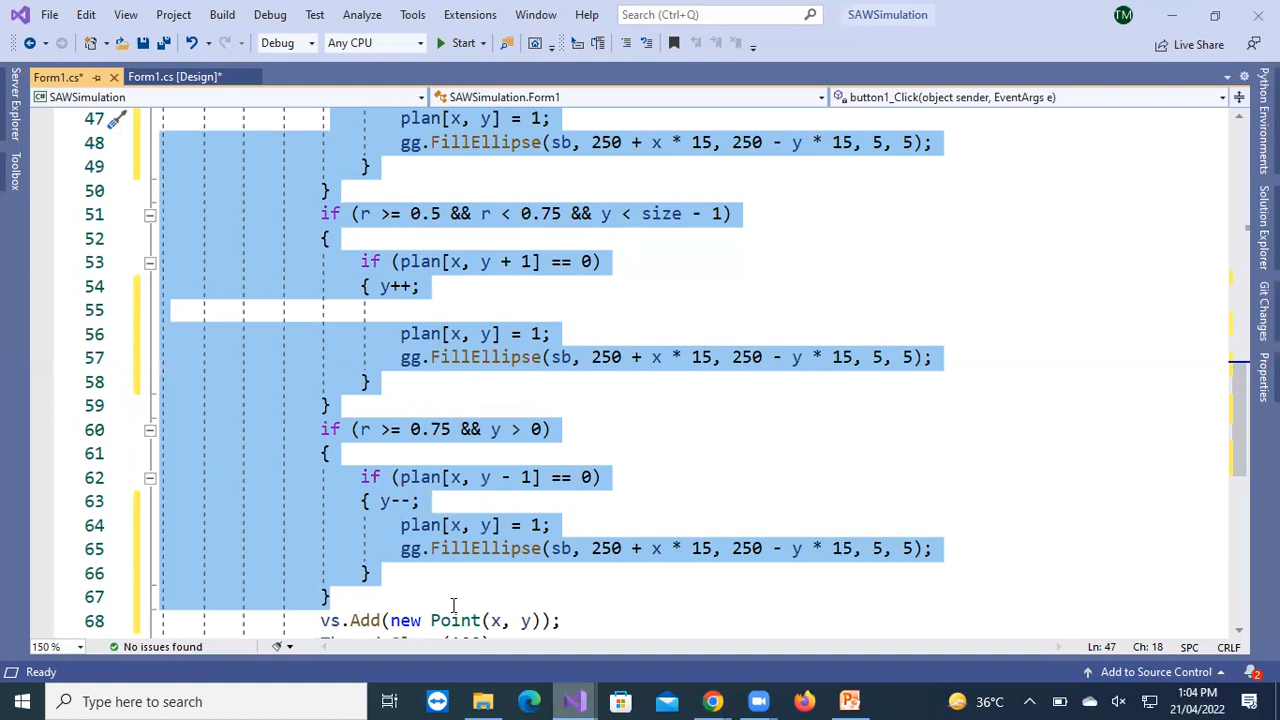 File Edit View Project Build Debug Test Analyze Tools Extensions Window Help Search (Ctrl+Q) SAWSimulation TM
Debug Any CPU Start Live Share
Form1.cs* Form1.cs [Design]*
SAWSimulation SAWSimulation.Form1 button1_Click(object sender, EventArgs e)
Server Explorer
Toolbox
47 plan[x, y] = 1;
48 gg.FillEllipse(sb, 250 + x * 15, 250 - y * 15, 5, 5);
49 }
50 }
51 if (r >= 0.5 && r < 0.75 && y < size - 1)
52 {
53 if (plan[x, y + 1] == 0)
54 { y++;
55
56 plan[x, y] = 1;
57 gg.FillEllipse(sb, 250 + x * 15, 250 - y * 15, 5, 5);
58 }
59 }
60 if (r >= 0.75 && y > 0)
61 {
62 if (plan[x, y - 1] == 0)
63 { y--;
64 plan[x, y] = 1;
65 gg.FillEllipse(sb, 250 + x * 15, 250 - y * 15, 5, 5);
66 }
67 }
68 vs.Add(new Point(x, y));
Python Environments
Solution Explorer
Git Changes
Properties
150 % No issues found Ln: 47 Ch: 18 SPC CRLF
Ready Add to Source Control 2
Type here to search 36°C 1:04 PM
21/04/2022